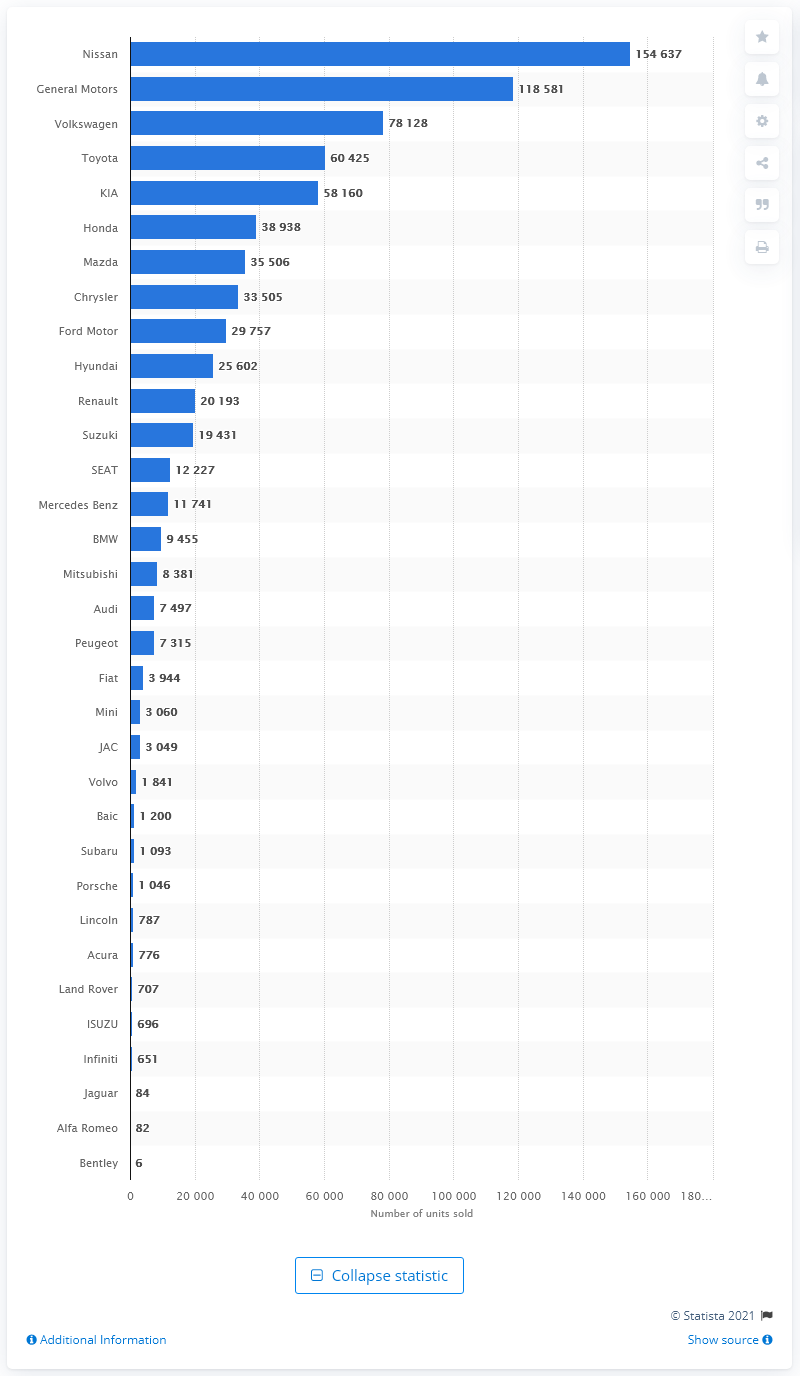 Nissan 154 637
General Motors 118 581
Volkswagen 78 128
Toyota 60 425
KIA 58 160
Honda 38 938
Mazda 35 506
Chrysler 33 505
Ford Motor 29 757
Hyundai 25 602
Renault 20 193
Suzuki 19 431
SEAT 12 227
Mercedes Benz 11 741
BMW 9 455
Mitsubishi 8 381
Audi 7 497
Peugeot 7 315
Fiat 3 944
Mini 3 060
JAC 3 049
Volvo 1 841
Baic 1 200
Subaru 1 093
Porsche 1 046
Lincoln 787
Acura 776
Land Rover 707
ISUZU 696
Infiniti 651
Jaguar 84
Alfa Romeo 82
Bentley 6
0 20 000 40 000 60 000 80 000 100 000 120 000 140 000 160 000 180...
Number of units sold
Collapse statistic
© Statista 2021
Additional Information Show source